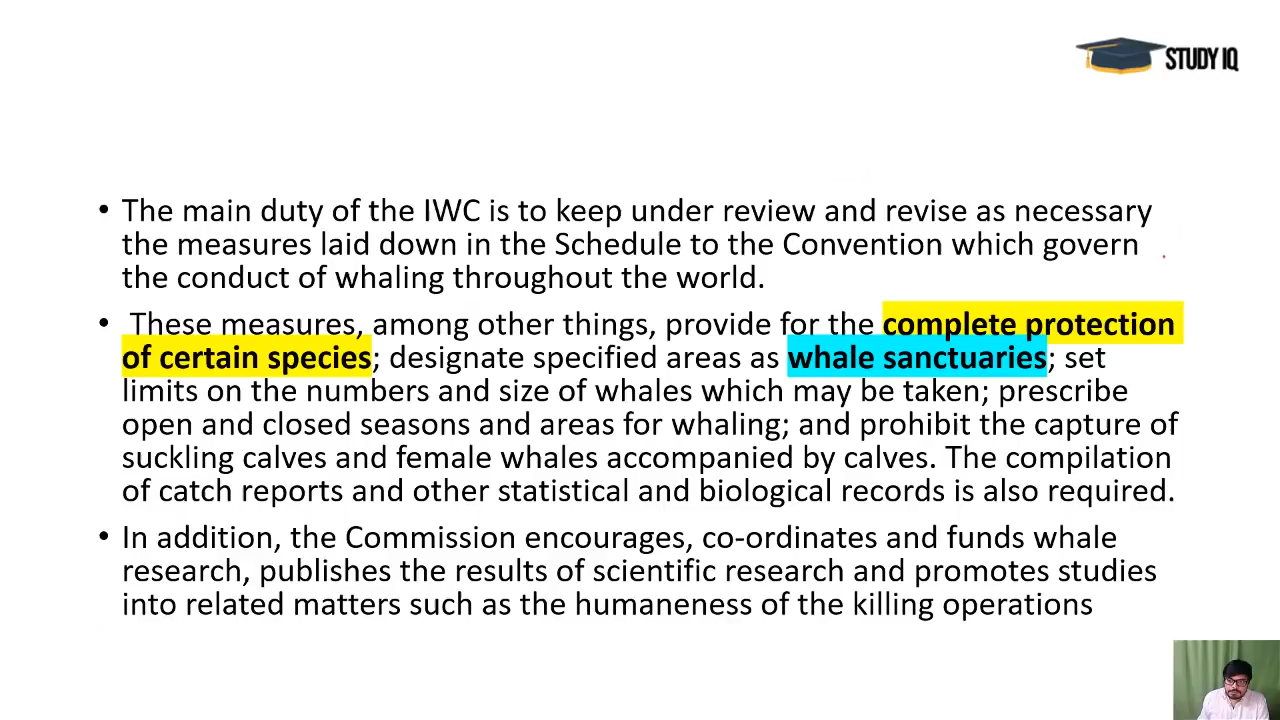 STUDY IQ
• The main duty of the IWC is to keep under review and revise as necessary
the measures laid down in the Schedule to the Convention which govern
the conduct of whaling throughout the world.
• These measures, among other things, provide for the complete protection
of certain species; designate specified areas as whale sanctuaries; set
limits on the numbers and size of whales which may be taken; prescribe
open and closed seasons and areas for whaling; and prohibit the capture of
suckling calves and female whales accompanied by calves. The compilation
of catch reports and other statistical and biological records is also required.
• In addition, the Commission encourages, co-ordinates and funds whale
research, publishes the results of scientific research and promotes studies
into related matters such as the humaneness of the killing operations